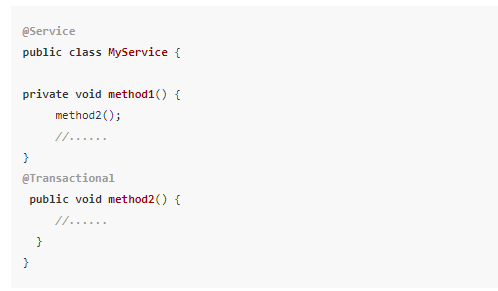 @Service
public class MyService {
private void method1() {
method2();
//......
}
@Transactional
public void method2() {
//......
}
}